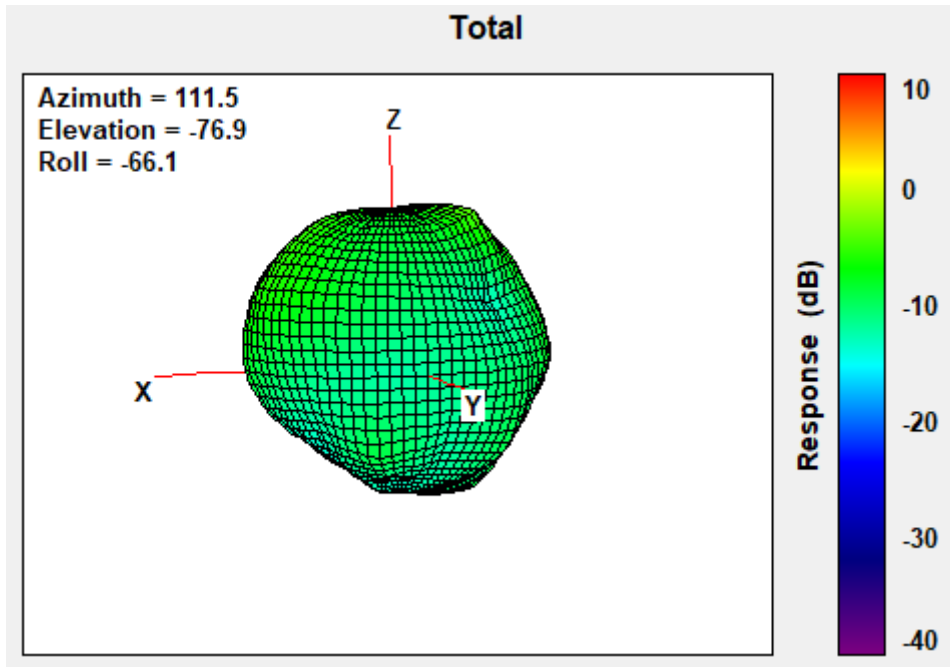 Total
Azimuth = 111.5
Elevation = -76.9
Roll = -66.1
Z
X
Y
10
0
-10
-20
-30
-40
Response (dB)